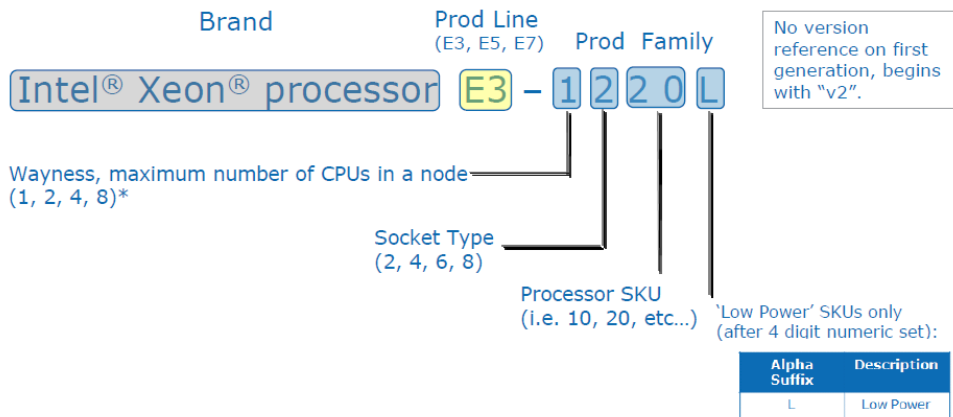 Brand
Prod Line
(E3, E5, E7)
Prod Family
No version
reference on first
generation, begins
with “v2”.
Intel® Xeon® processor E3 – 1 2 2 0 L
Wayness, maximum number of CPUs in a node
(1, 2, 4, 8)*
Socket Type
(2, 4, 6, 8)
Processor SKU
(i.e. 10, 20, etc…)
‘Low Power’ SKUs only
(after 4 digit numeric set):
Alpha Suffix Description
L Low Power